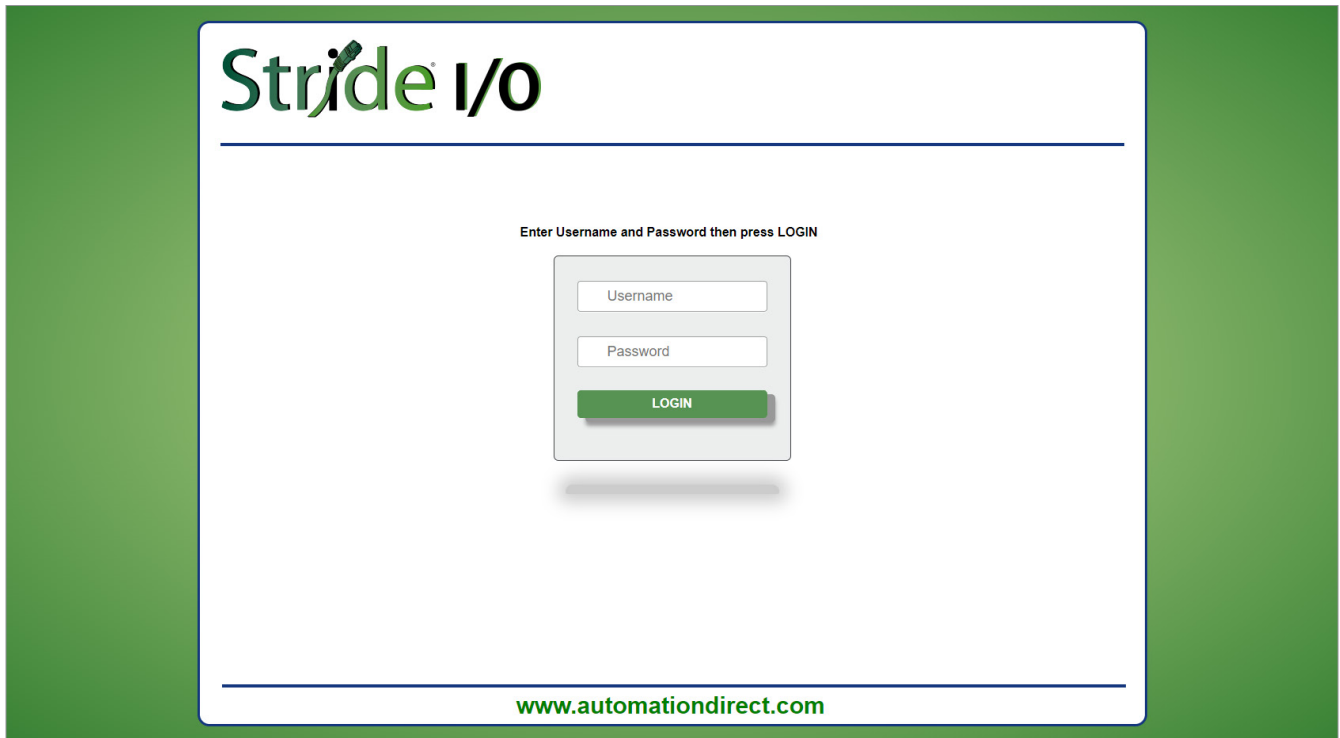 Stride I/O
Enter Username and Password then press LOGIN
Username
Password
LOGIN
www.automationdirect.com